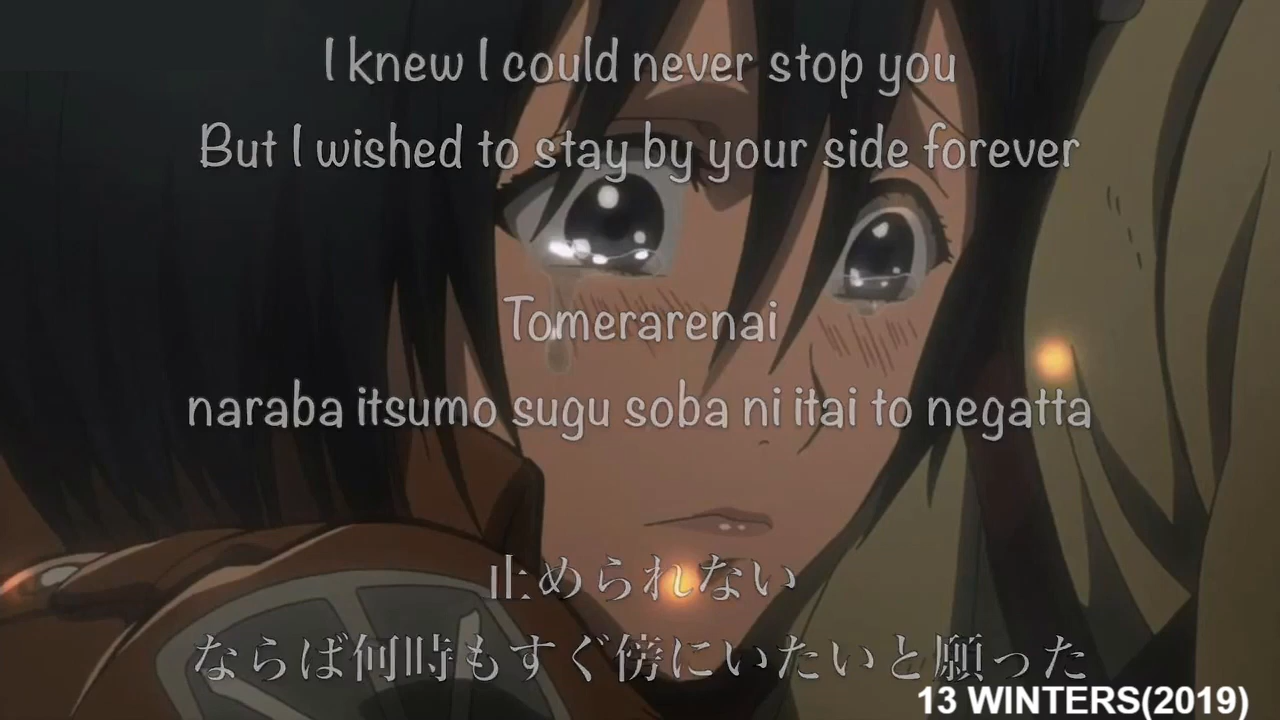 I knew I could never stop you
But I wished to stay by your side forever
Tomerarenai
naraba itsumo sugu soba ni itai to negatta
止められない
ならば何時もすぐ傍にいたいと願った
13 WINTERS(2019)